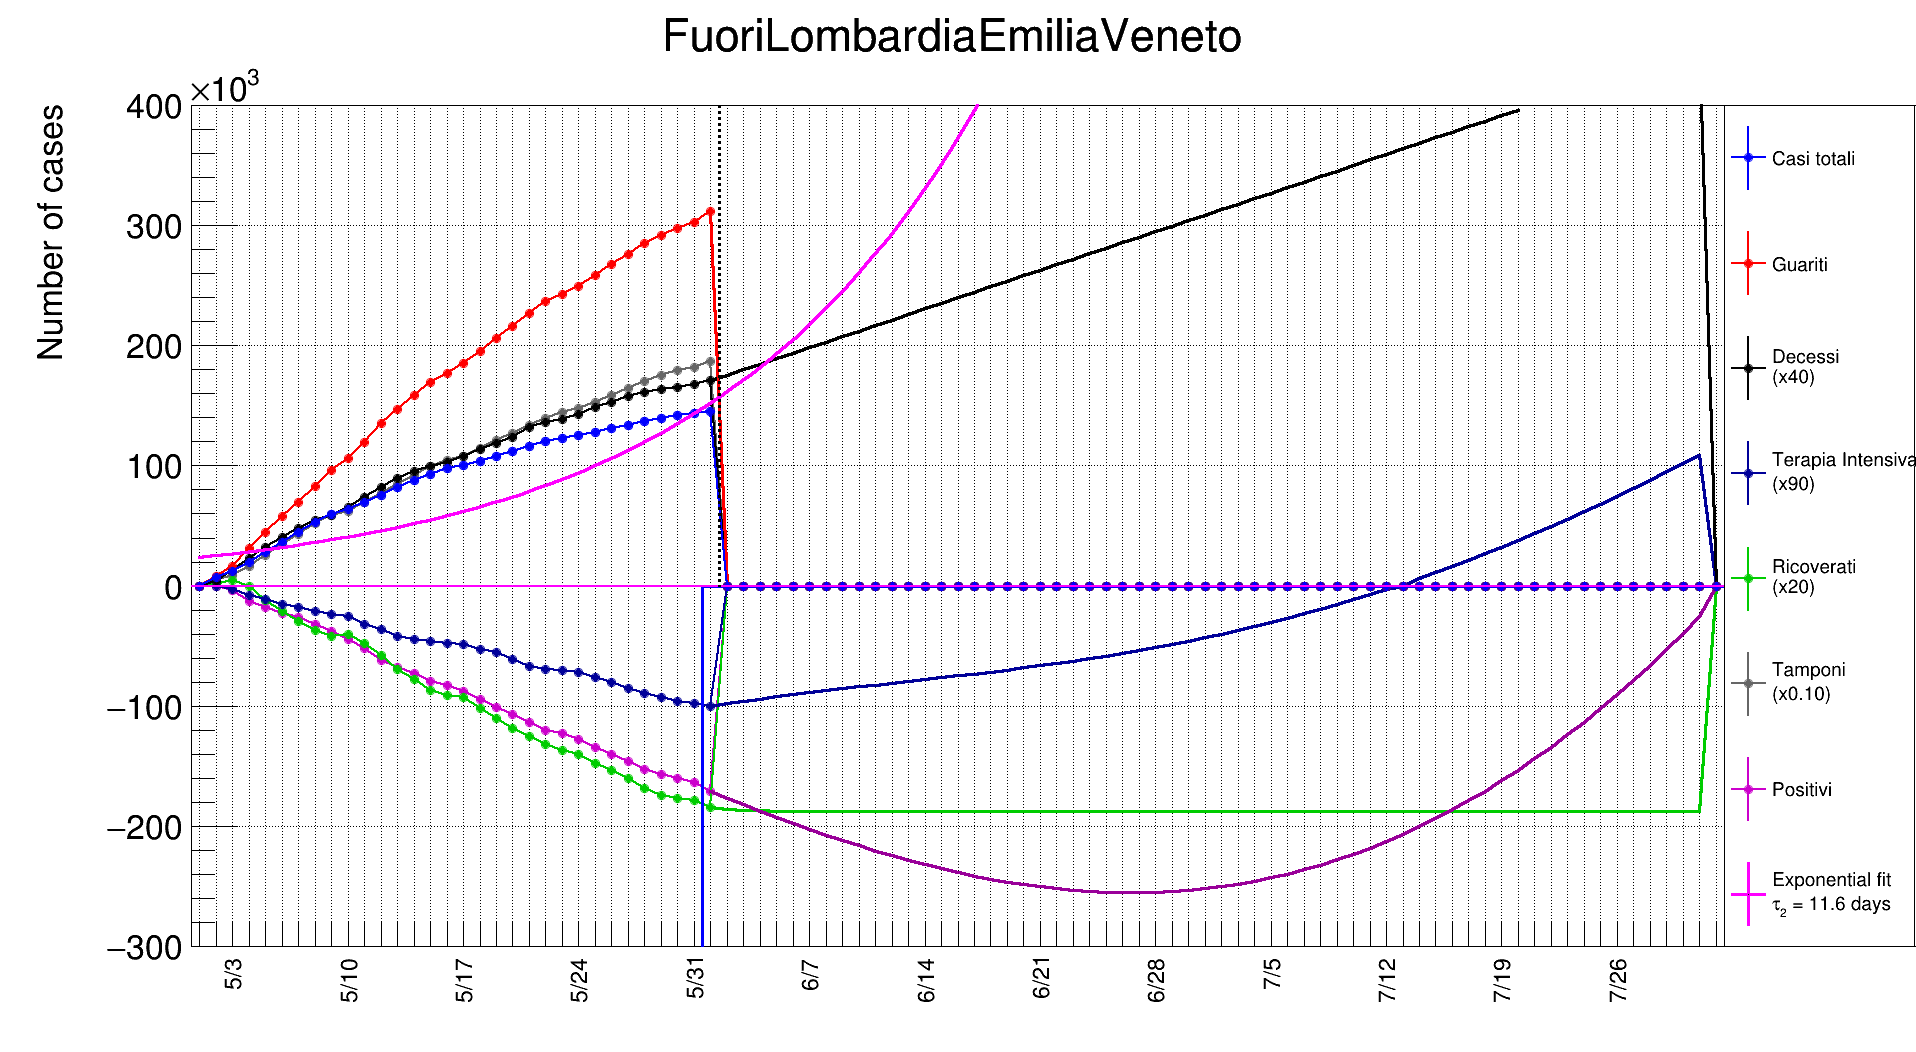 FuoriLombardiaEmiliaVeneto
×10³
Number of cases
400
300
200
100
0
−100
−200
−300
5/3
5/10
5/17
5/24
5/31
6/7
6/14
6/21
6/28
7/5
7/12
7/19
7/26
Casi totali
Guariti
Decessi
(x40)
Terapia Intensiva
(x90)
Ricoverati
(x20)
Tamponi
(x0.10)
Positivi
Exponential fit
τ₂ = 11.6 days